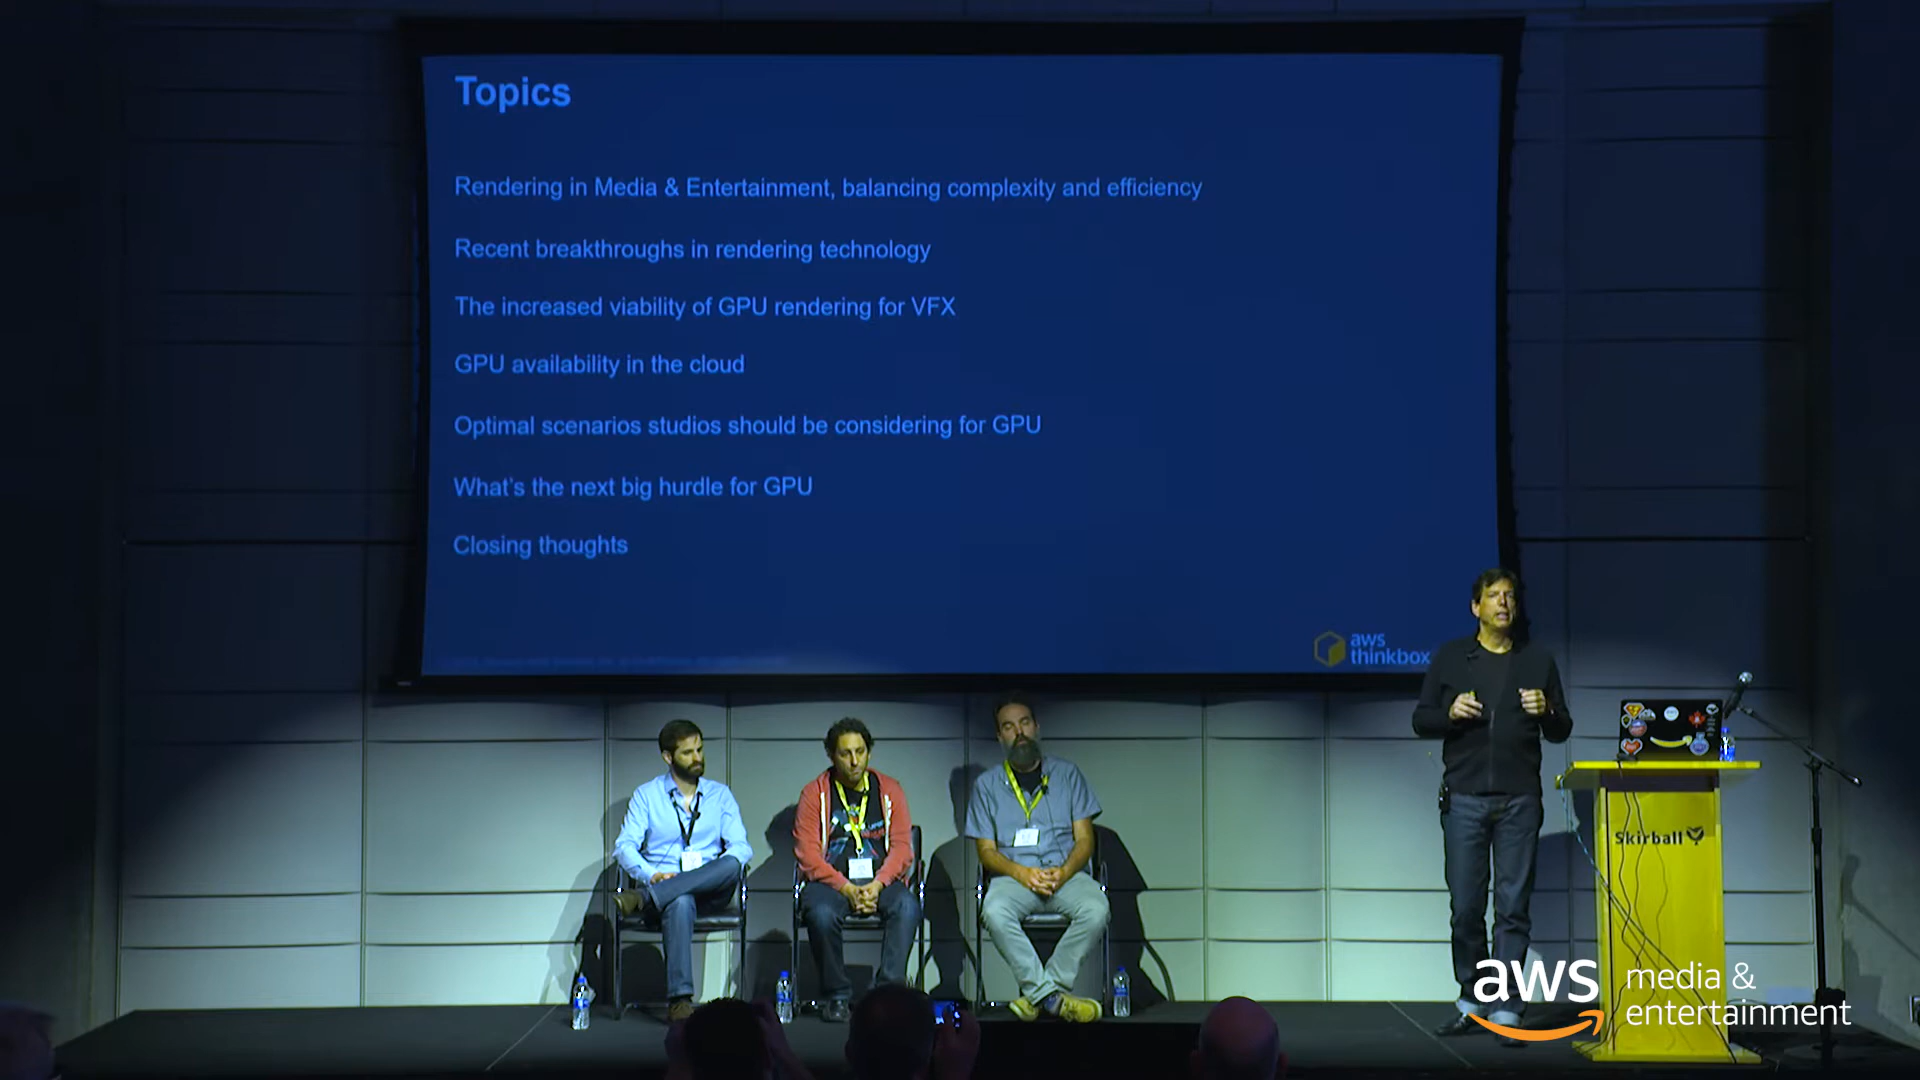 Topics
Rendering in Media & Entertainment, balancing complexity and efficiency
Recent breakthroughs in rendering technology
The increased viability of GPU rendering for VFX
GPU availability in the cloud
Optimal scenarios studios should be considering for GPU
What's the next big hurdle for GPU
Closing thoughts
aws
thinkbox
Skirball
aws media &
entertainment